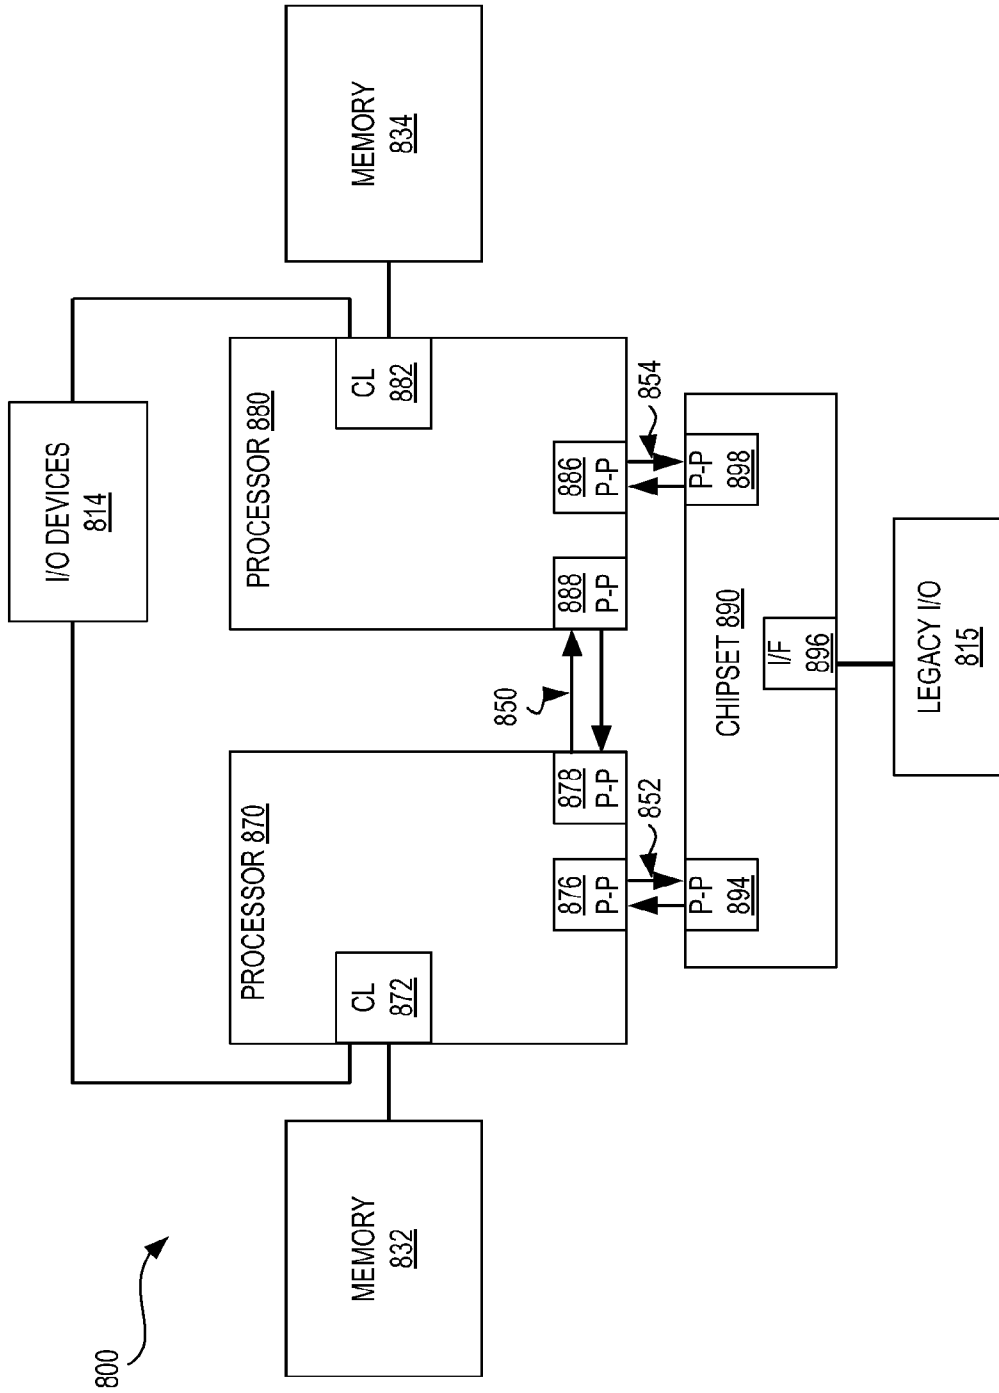 800
I/O DEVICES
814
MEMORY
832
PROCESSOR 870
CL
872
876
P-P
878
P-P
850
PROCESSOR 880
CL
882
888
P-P
886
P-P
MEMORY
834
852
854
P-P
894
CHIPSET 890
P-P
898
I/F
896
LEGACY I/O
815